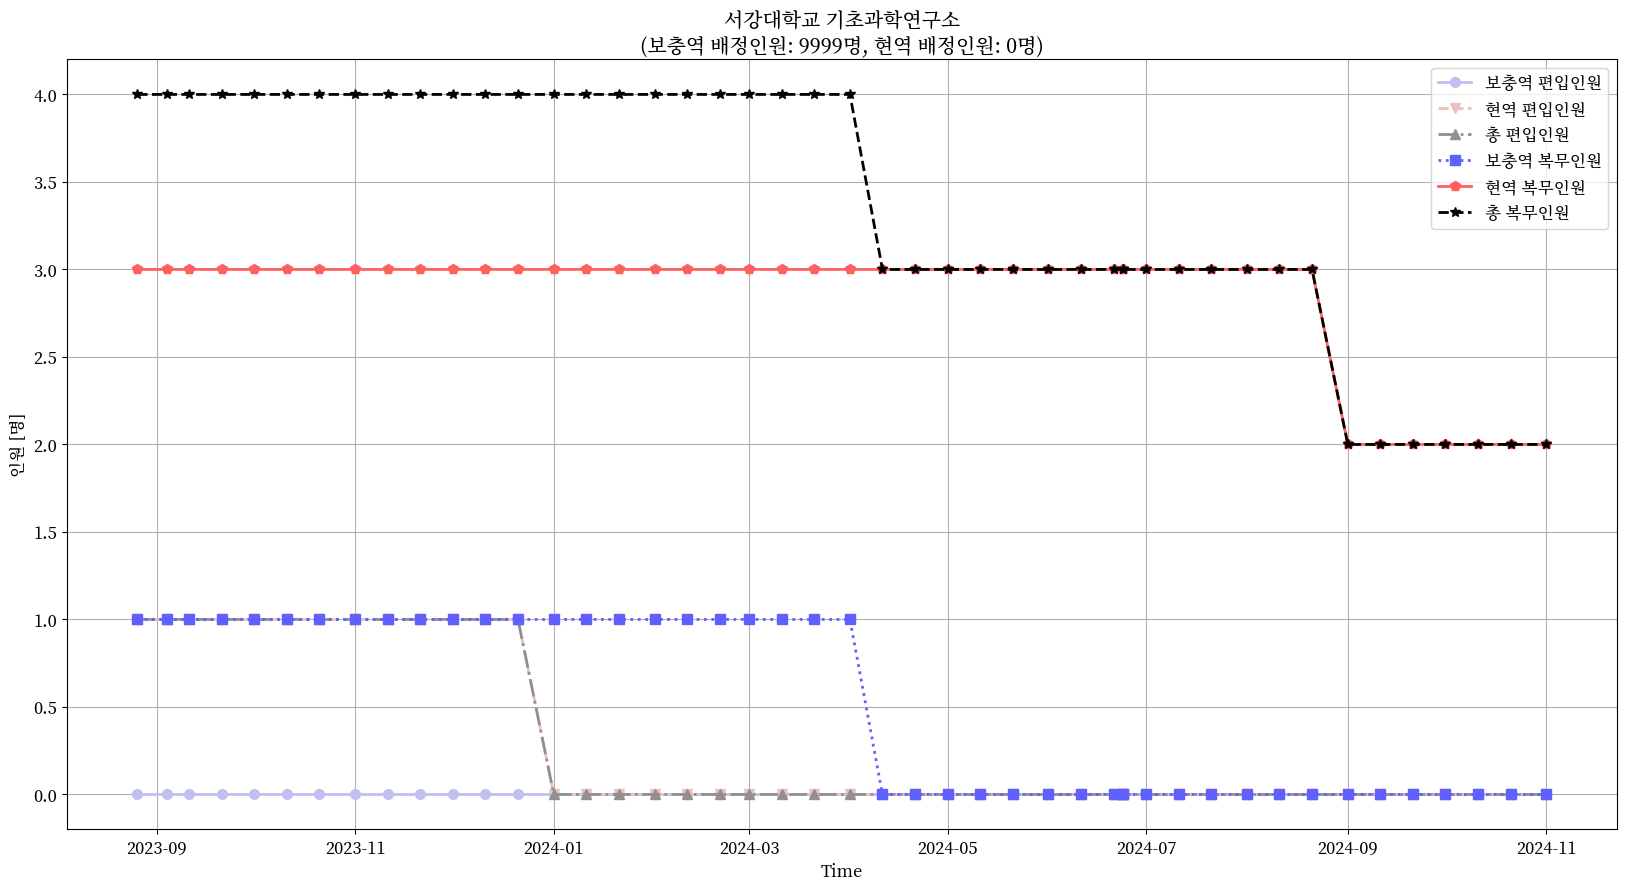 서강대학교 기초과학연구소
(보충역 배정인원: 9999명, 현역 배정인원: 0명)
보충역 편입인원
현역 편입인원
총 편입인원
보충역 복무인원
현역 복무인원
총 복무인원
4.0
3.5
3.0
2.5
2.0
1.5
1.0
0.5
0.0
인원 [명]
2023-09
2023-11
2024-01
2024-03
2024-05
2024-07
2024-09
2024-11
Time